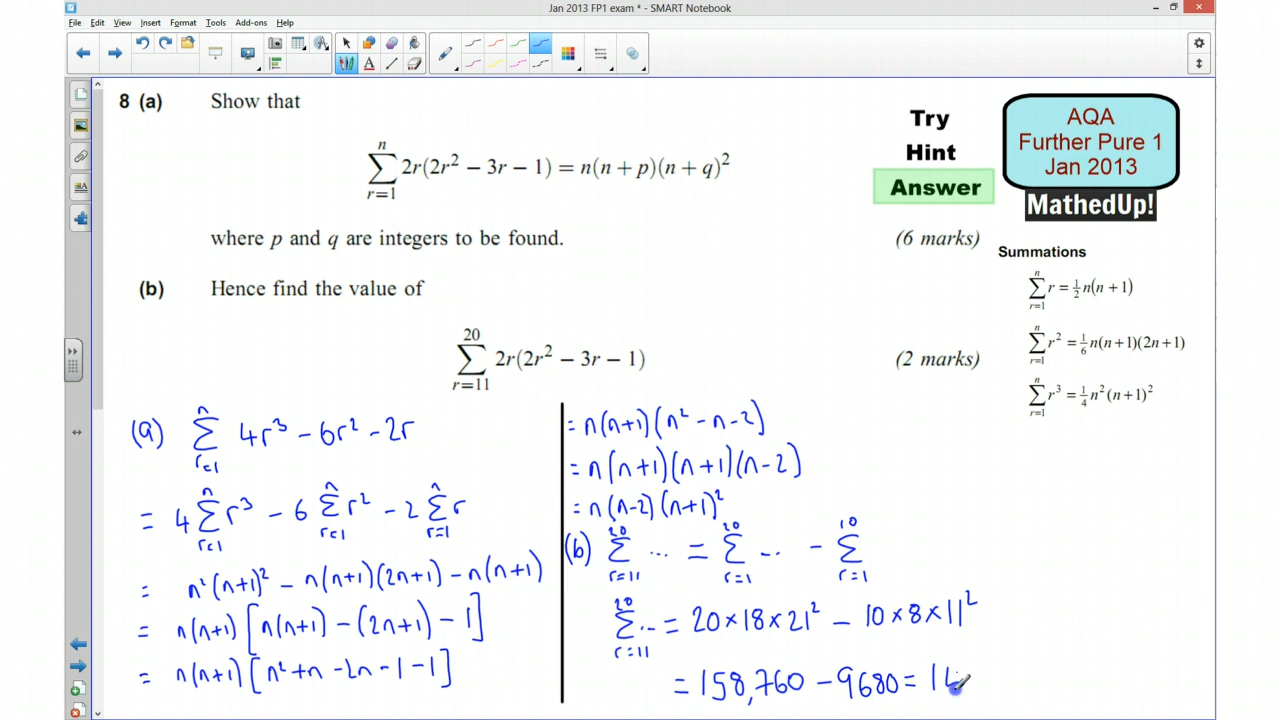 Jan 2013 FP1 exam * - SMART Notebook
File Edit View Insert Format Tools Add-ons Help
8 (a) Show that
∑_{r=1}^{n} 2r(2r² − 3r − 1) = n(n + p)(n + q)²
where p and q are integers to be found. (6 marks)
(b) Hence find the value of
∑_{r=11}^{20} 2r(2r² − 3r − 1) (2 marks)
Try
Hint
Answer
AQA
Further Pure 1
Jan 2013
MathedUp!
Summations
∑_{r=1}^{n} r = ½n(n + 1)
∑_{r=1}^{n} r² = ⅙n(n+1)(2n+1)
∑_{r=1}^{n} r³ = ¼n²(n+1)²
(a) ∑_{r=1}^{n} 4r³ − 6r² − 2r
= 4∑_{r=1}^{n} r³ − 6∑_{r=1}^{n} r² − 2∑_{r=1}^{n} r
= n²(n+1)² − n(n+1)(2n+1) − n(n+1)
= n(n+1)[n(n+1) − (2n+1) − 1]
= n(n+1)[n² + n − 2n − 1 − 1]
= n(n+1)(n² − n − 2)
= n(n+1)(n+1)(n−2)
= n(n−2)(n+1)²
(b) ∑_{r=11}^{20} ... = ∑_{r=1}^{20} ... − ∑_{r=1}^{10}
∑_{r=11}^{20} ... = 20×18×21² − 10×8×11²
= 158,760 − 9680 = 14